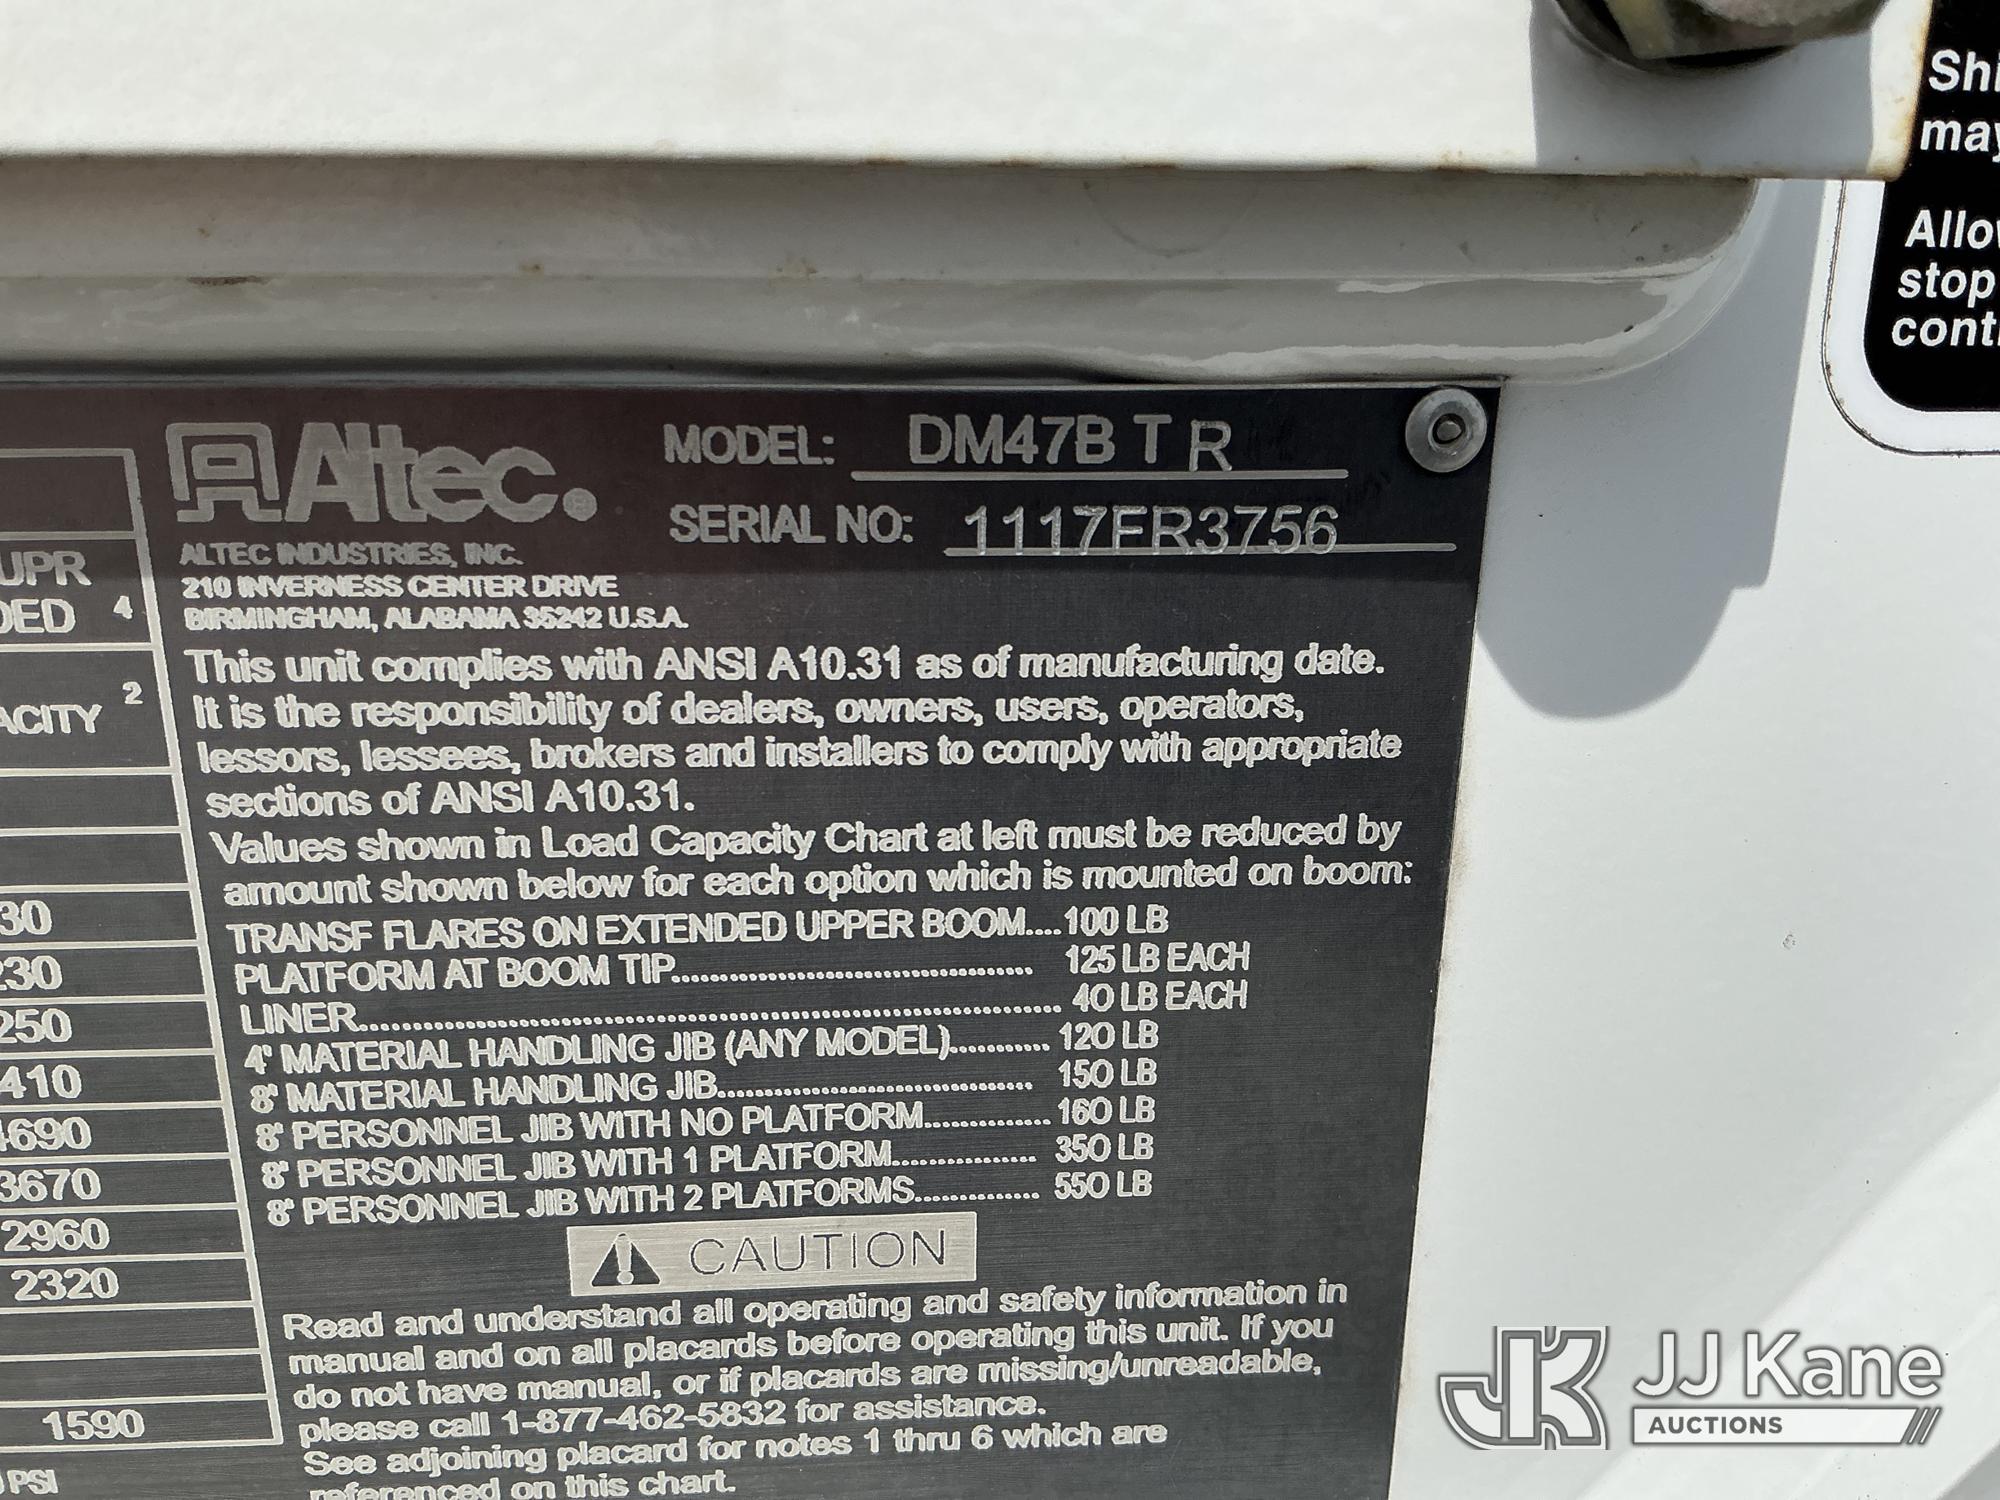 Altec®
MODEL: DM47B TR
SERIAL NO: 1117FR3756
ALTEC INDUSTRIES, INC.
210 INVERNESS CENTER DRIVE
BIRMINGHAM, ALABAMA 35242 U.S.A.
This unit complies with ANSI A10.31 as of manufacturing date.
It is the responsibility of dealers, owners, users, operators,
lessors, lessees, brokers and installers to comply with appropriate
sections of ANSI A10.31.
Values shown in Load Capacity Chart at left must be reduced by
amount shown below for each option which is mounted on boom:
TRANSF FLARES ON EXTENDED UPPER BOOM....100 LB
PLATFORM AT BOOM TIP.................................... 125 LB EACH
LINER.................................................................... 40 LB EACH
4' MATERIAL HANDLING JIB (ANY MODEL)........... 120 LB
8' MATERIAL HANDLING JIB.................................. 150 LB
8' PERSONNEL JIB WITH NO PLATFORM.............. 160 LB
8' PERSONNEL JIB WITH 1 PLATFORM................ 350 LB
8' PERSONNEL JIB WITH 2 PLATFORMS.............. 550 LB
CAUTION
Read and understand all operating and safety information in
manual and on all placards before operating this unit. If you
do not have manual, or if placards are missing/unreadable,
please call 1-877-462-5832 for assistance.
See adjoining placard for notes 1 thru 6 which are
referenced on this chart.
UPR
DED 4
ACITY 2
30
230
250
410
4690
3670
2960
2320
1590
PSI
Shi
may
Allow
stop
cont
JK JJ Kane
AUCTIONS